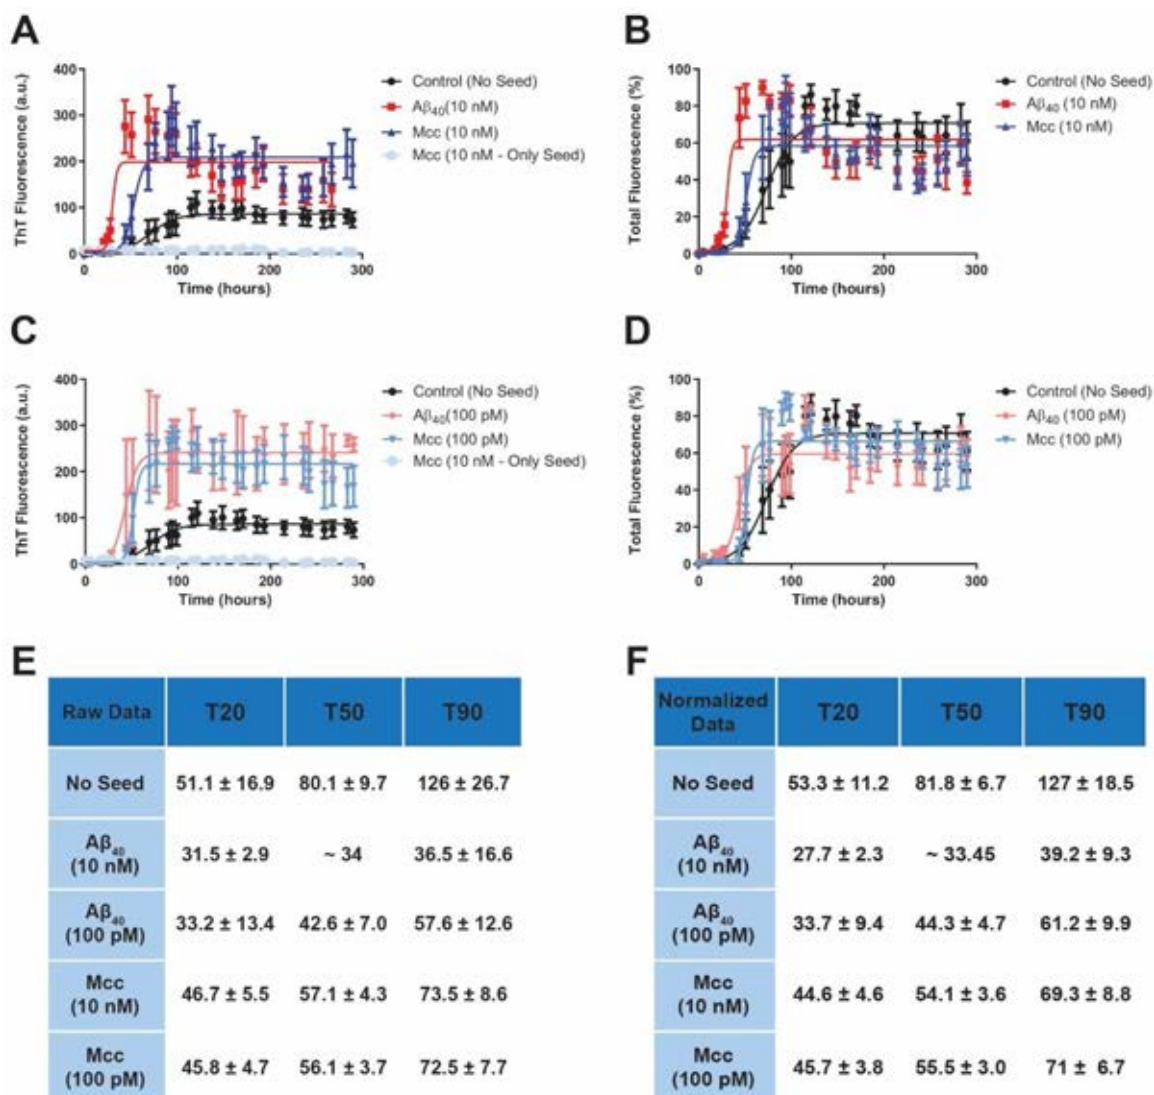 A
ThT Fluorescence (a.u.)
400
300
200
100
0
0
100
200
300
Time (hours)
Control (No Seed)
Aβ40(10 nM)
Mcc (10 nM)
Mcc (10 nM - Only Seed)
B
Total Fluorescence (%)
100
80
60
40
20
0
0
100
200
300
Time (hours)
Control (No Seed)
Aβ40 (10 nM)
Mcc (10 nM)
C
ThT Fluorescence (a.u.)
400
300
200
100
0
0
100
200
300
Time (hours)
Control (No Seed)
Aβ40(100 pM)
Mcc (100 pM)
Mcc (10 nM - Only Seed)
D
Total Fluorescence (%)
100
80
60
40
20
0
0
100
200
300
Time (hours)
Control (No Seed)
Aβ40 (100 pM)
Mcc (100 pM)
E
Raw Data T20 T50 T90
No Seed 51.1 ± 16.9 80.1 ± 9.7 126 ± 26.7
Aβ40
(10 nM) 31.5 ± 2.9 ~ 34 36.5 ± 16.6
Aβ40
(100 pM) 33.2 ± 13.4 42.6 ± 7.0 57.6 ± 12.6
Mcc
(10 nM) 46.7 ± 5.5 57.1 ± 4.3 73.5 ± 8.6
Mcc
(100 pM) 45.8 ± 4.7 56.1 ± 3.7 72.5 ± 7.7
F
Normalized
Data T20 T50 T90
No Seed 53.3 ± 11.2 81.8 ± 6.7 127 ± 18.5
Aβ40
(10 nM) 27.7 ± 2.3 ~ 33.45 39.2 ± 9.3
Aβ40
(100 pM) 33.7 ± 9.4 44.3 ± 4.7 61.2 ± 9.9
Mcc
(10 nM) 44.6 ± 4.6 54.1 ± 3.6 69.3 ± 8.8
Mcc
(100 pM) 45.7 ± 3.8 55.5 ± 3.0 71 ± 6.7